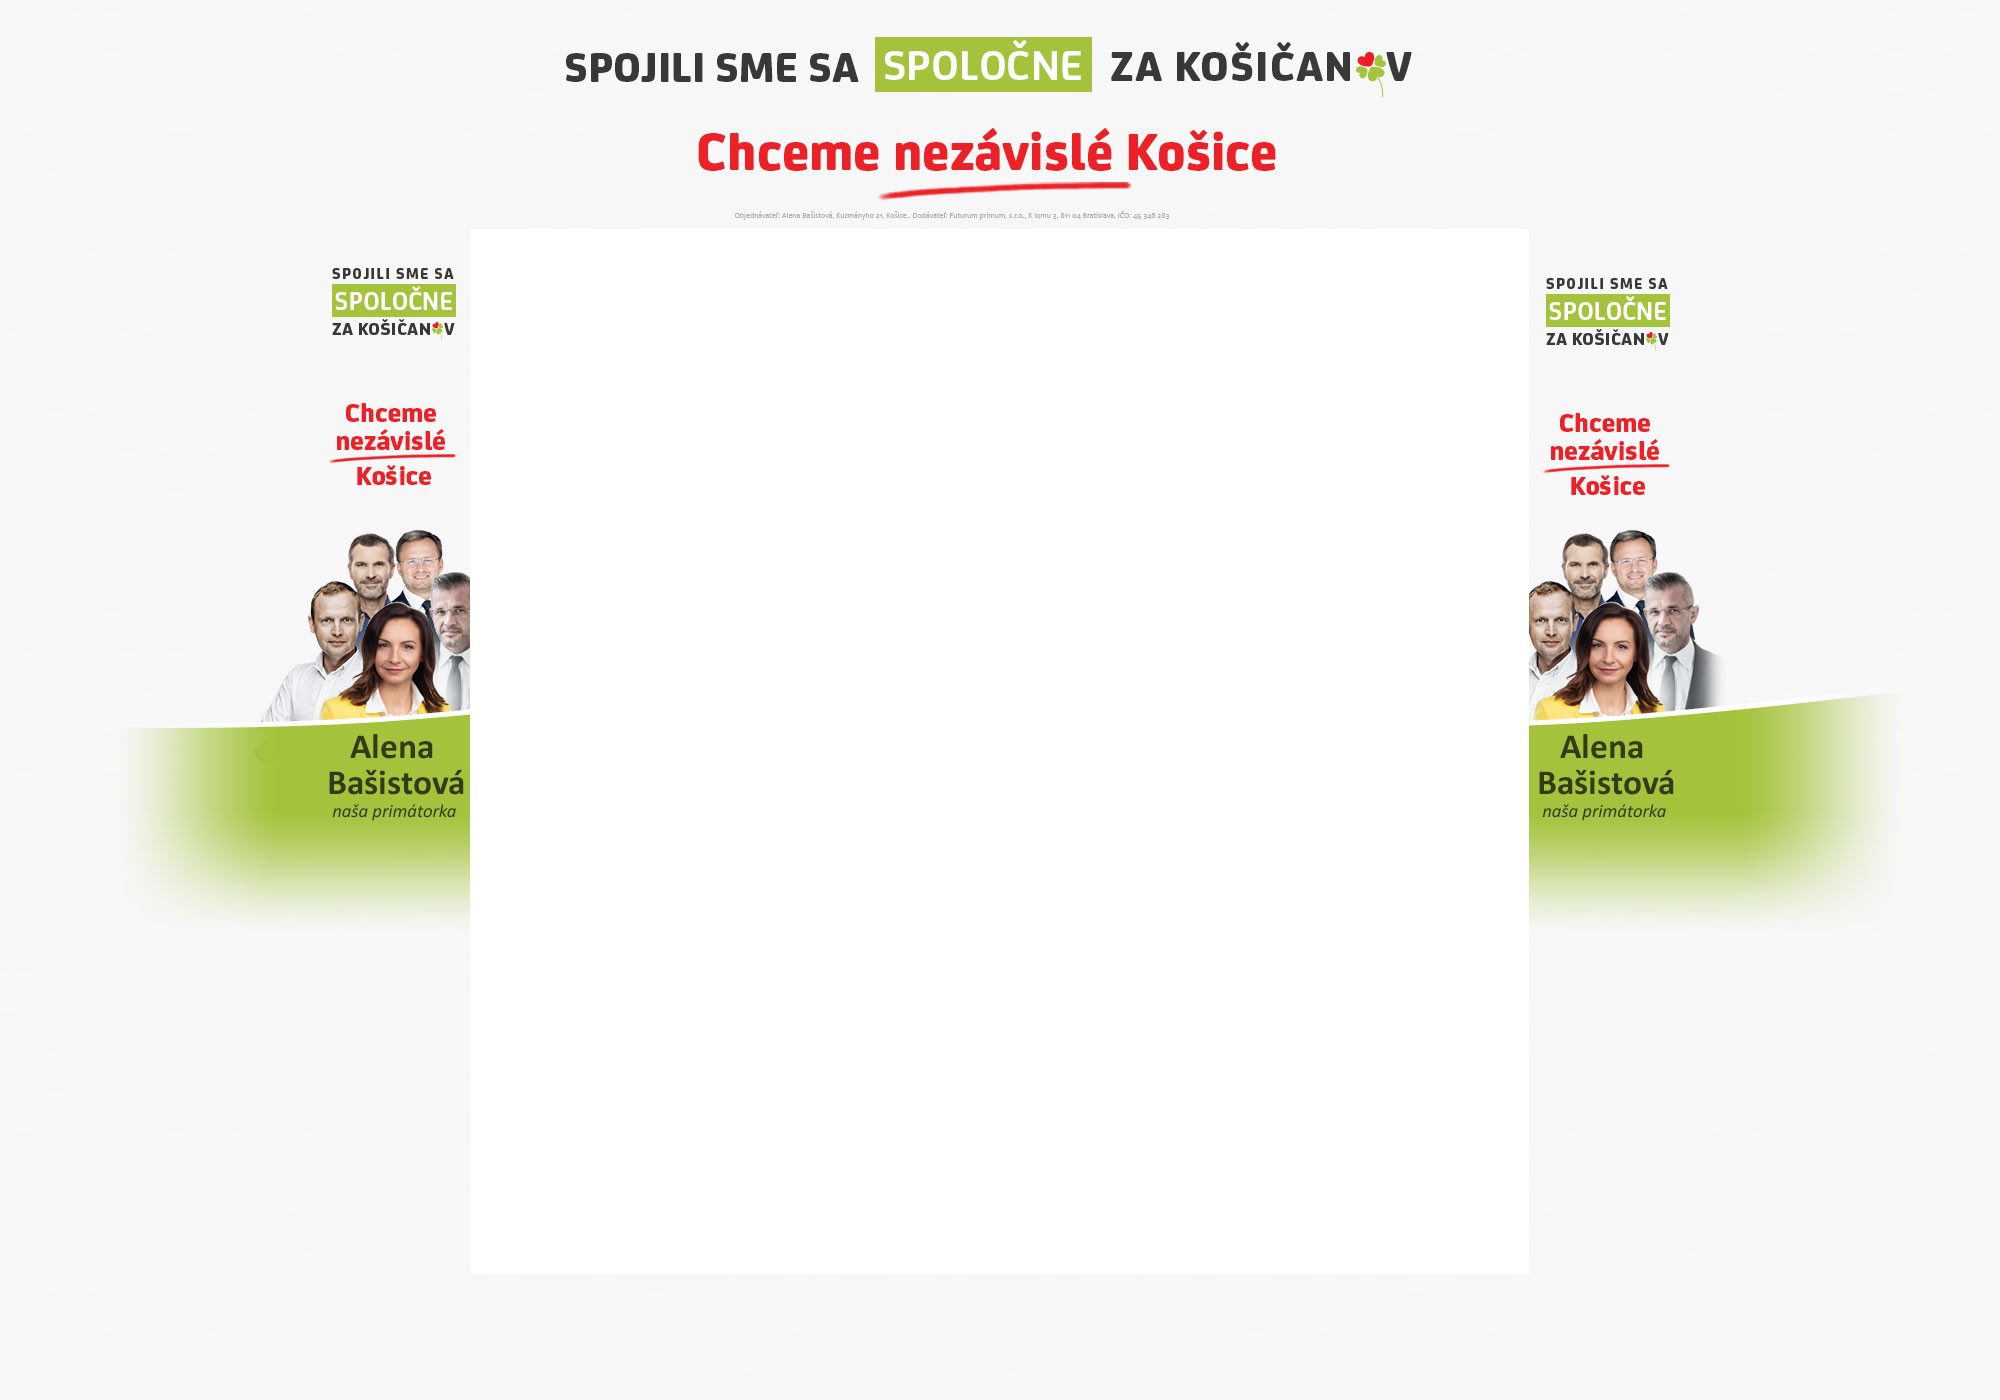 SPOJILI SME SA SPOLOČNE ZA KOŠIČANOV
Chceme nezávislé Košice
Objednávateľ: Alena Bašistová, Kuzmányho 21, Košice,. Dodávateľ: Futurum primum, s.r.o., K lomu 3, 811 04 Bratislava, IČO: 45 346 283
SPOJILI SME SA
SPOLOČNE
ZA KOŠIČANOV
Chceme
nezávislé
Košice
Alena
Bašistová
naša primátorka
SPOJILI SME SA
SPOLOČNE
ZA KOŠIČANOV
Chceme
nezávislé
Košice
Alena
Bašistová
naša primátorka